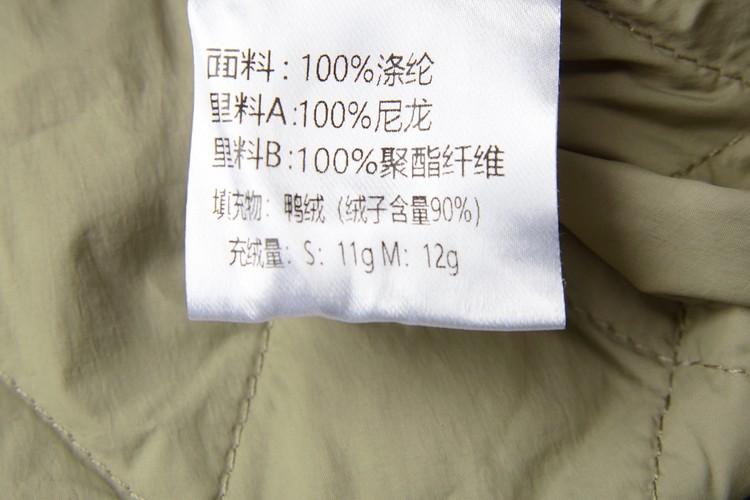 面料: 100%涤纶
里料A:100%尼龙
里料B:100%聚酯纤维
填充物: 鸭绒 (绒子含量90%)
充绒量: S: 11g M: 12g